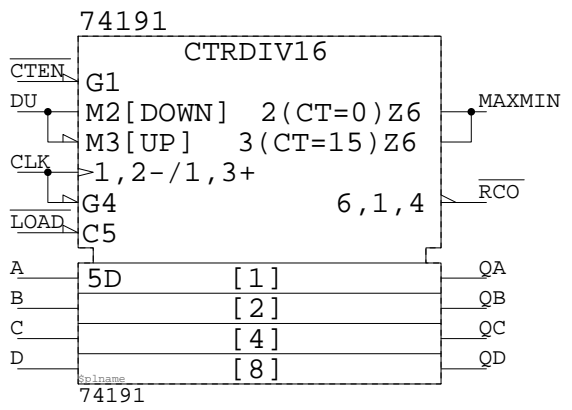 74191
CTRDIV16
CTEN
G1
DU
M2[DOWN] 2(CT=0)Z6
MAXMIN
M3[UP] 3(CT=15)Z6
CLK
1,2-/1,3+
G4
6,1,4
RCO
LOAD
C5
A
5D
[1]
QA
B
[2]
QB
C
[4]
QC
D
[8]
QD
$plname
74191